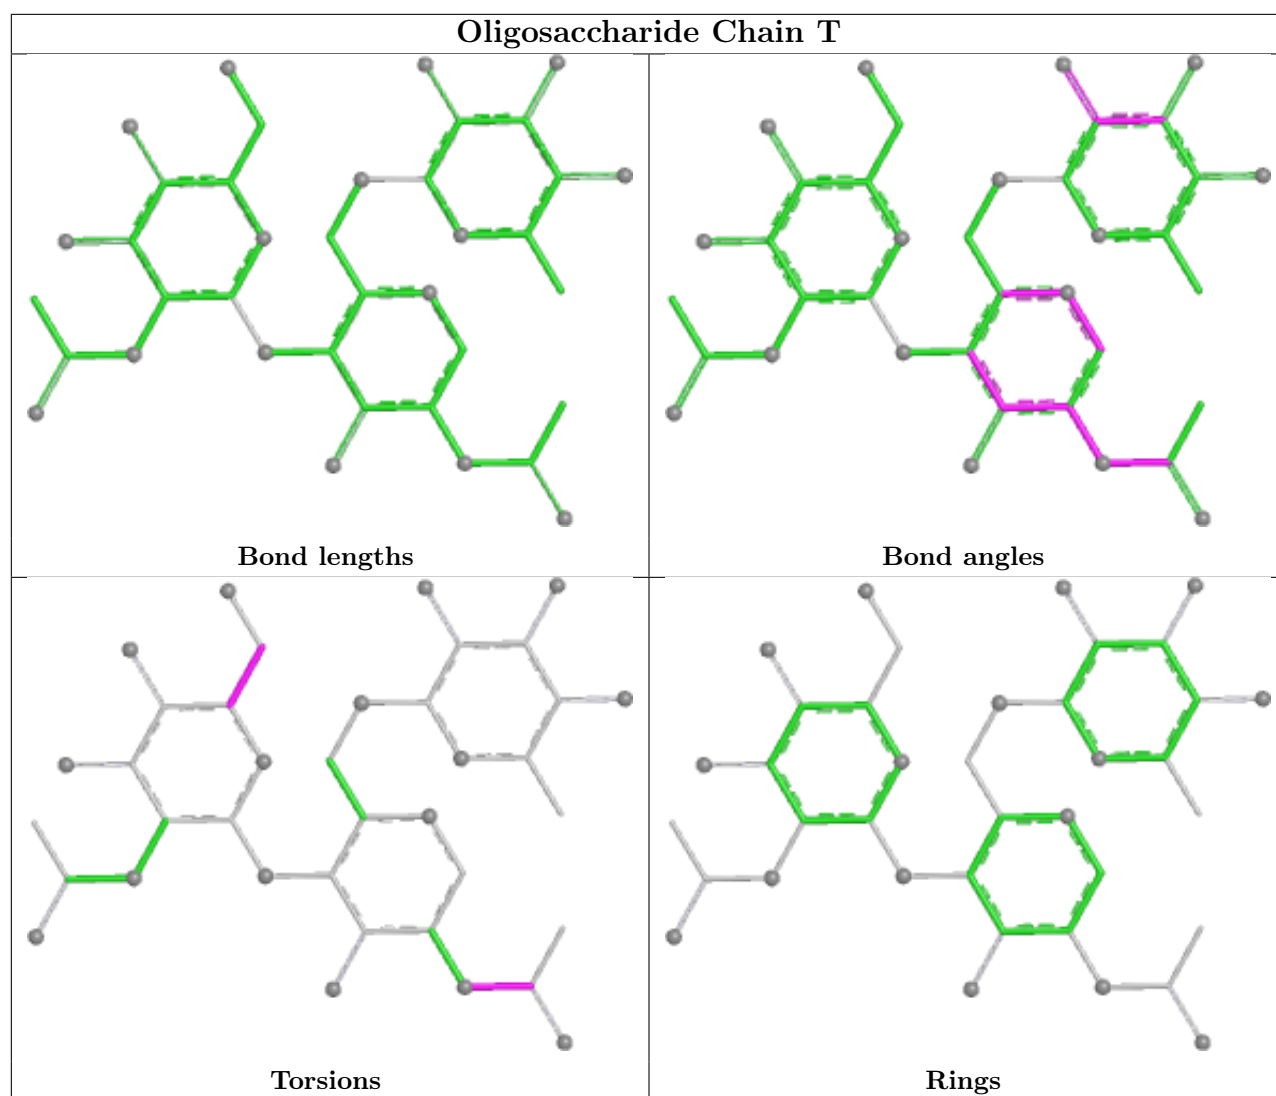 Oligosaccharide Chain T
Bond lengths
Bond angles
Torsions
Rings